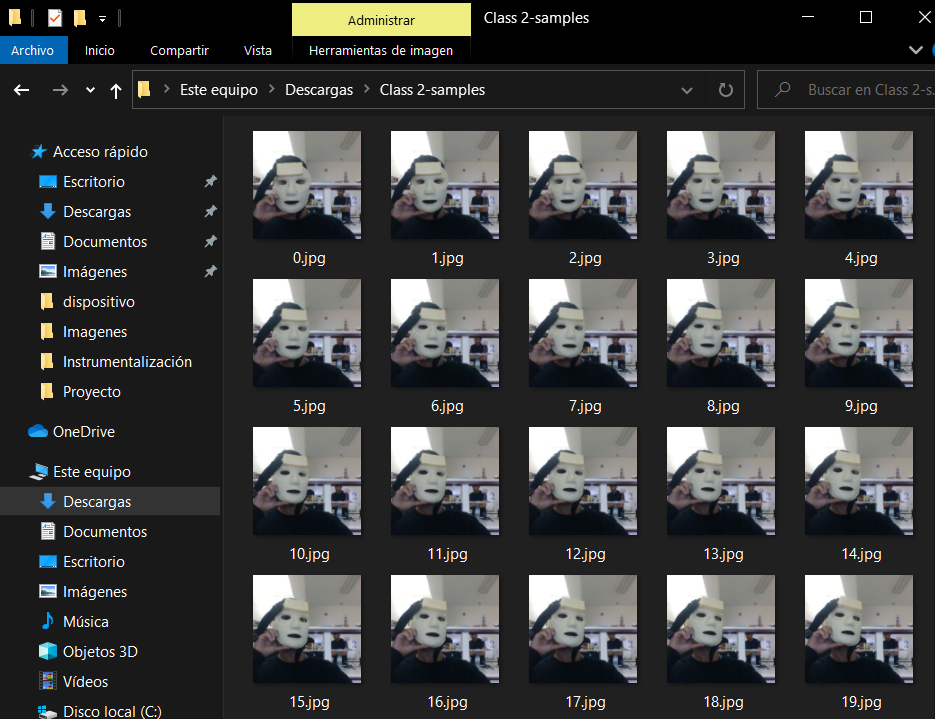 Administrar
Class 2-samples
Archivo
Inicio
Compartir
Vista
Herramientas de imagen
Este equipo
Descargas
Class 2-samples
Buscar en Class 2-s...
Acceso rápido
Escritorio
Descargas
Documentos
Imágenes
dispositivo
Imagenes
Instrumentalización
Proyecto
OneDrive
Este equipo
Descargas
Documentos
Escritorio
Imágenes
Música
Objetos 3D
Vídeos
Disco local (C:)
0.jpg
1.jpg
2.jpg
3.jpg
4.jpg
5.jpg
6.jpg
7.jpg
8.jpg
9.jpg
10.jpg
11.jpg
12.jpg
13.jpg
14.jpg
15.jpg
16.jpg
17.jpg
18.jpg
19.jpg